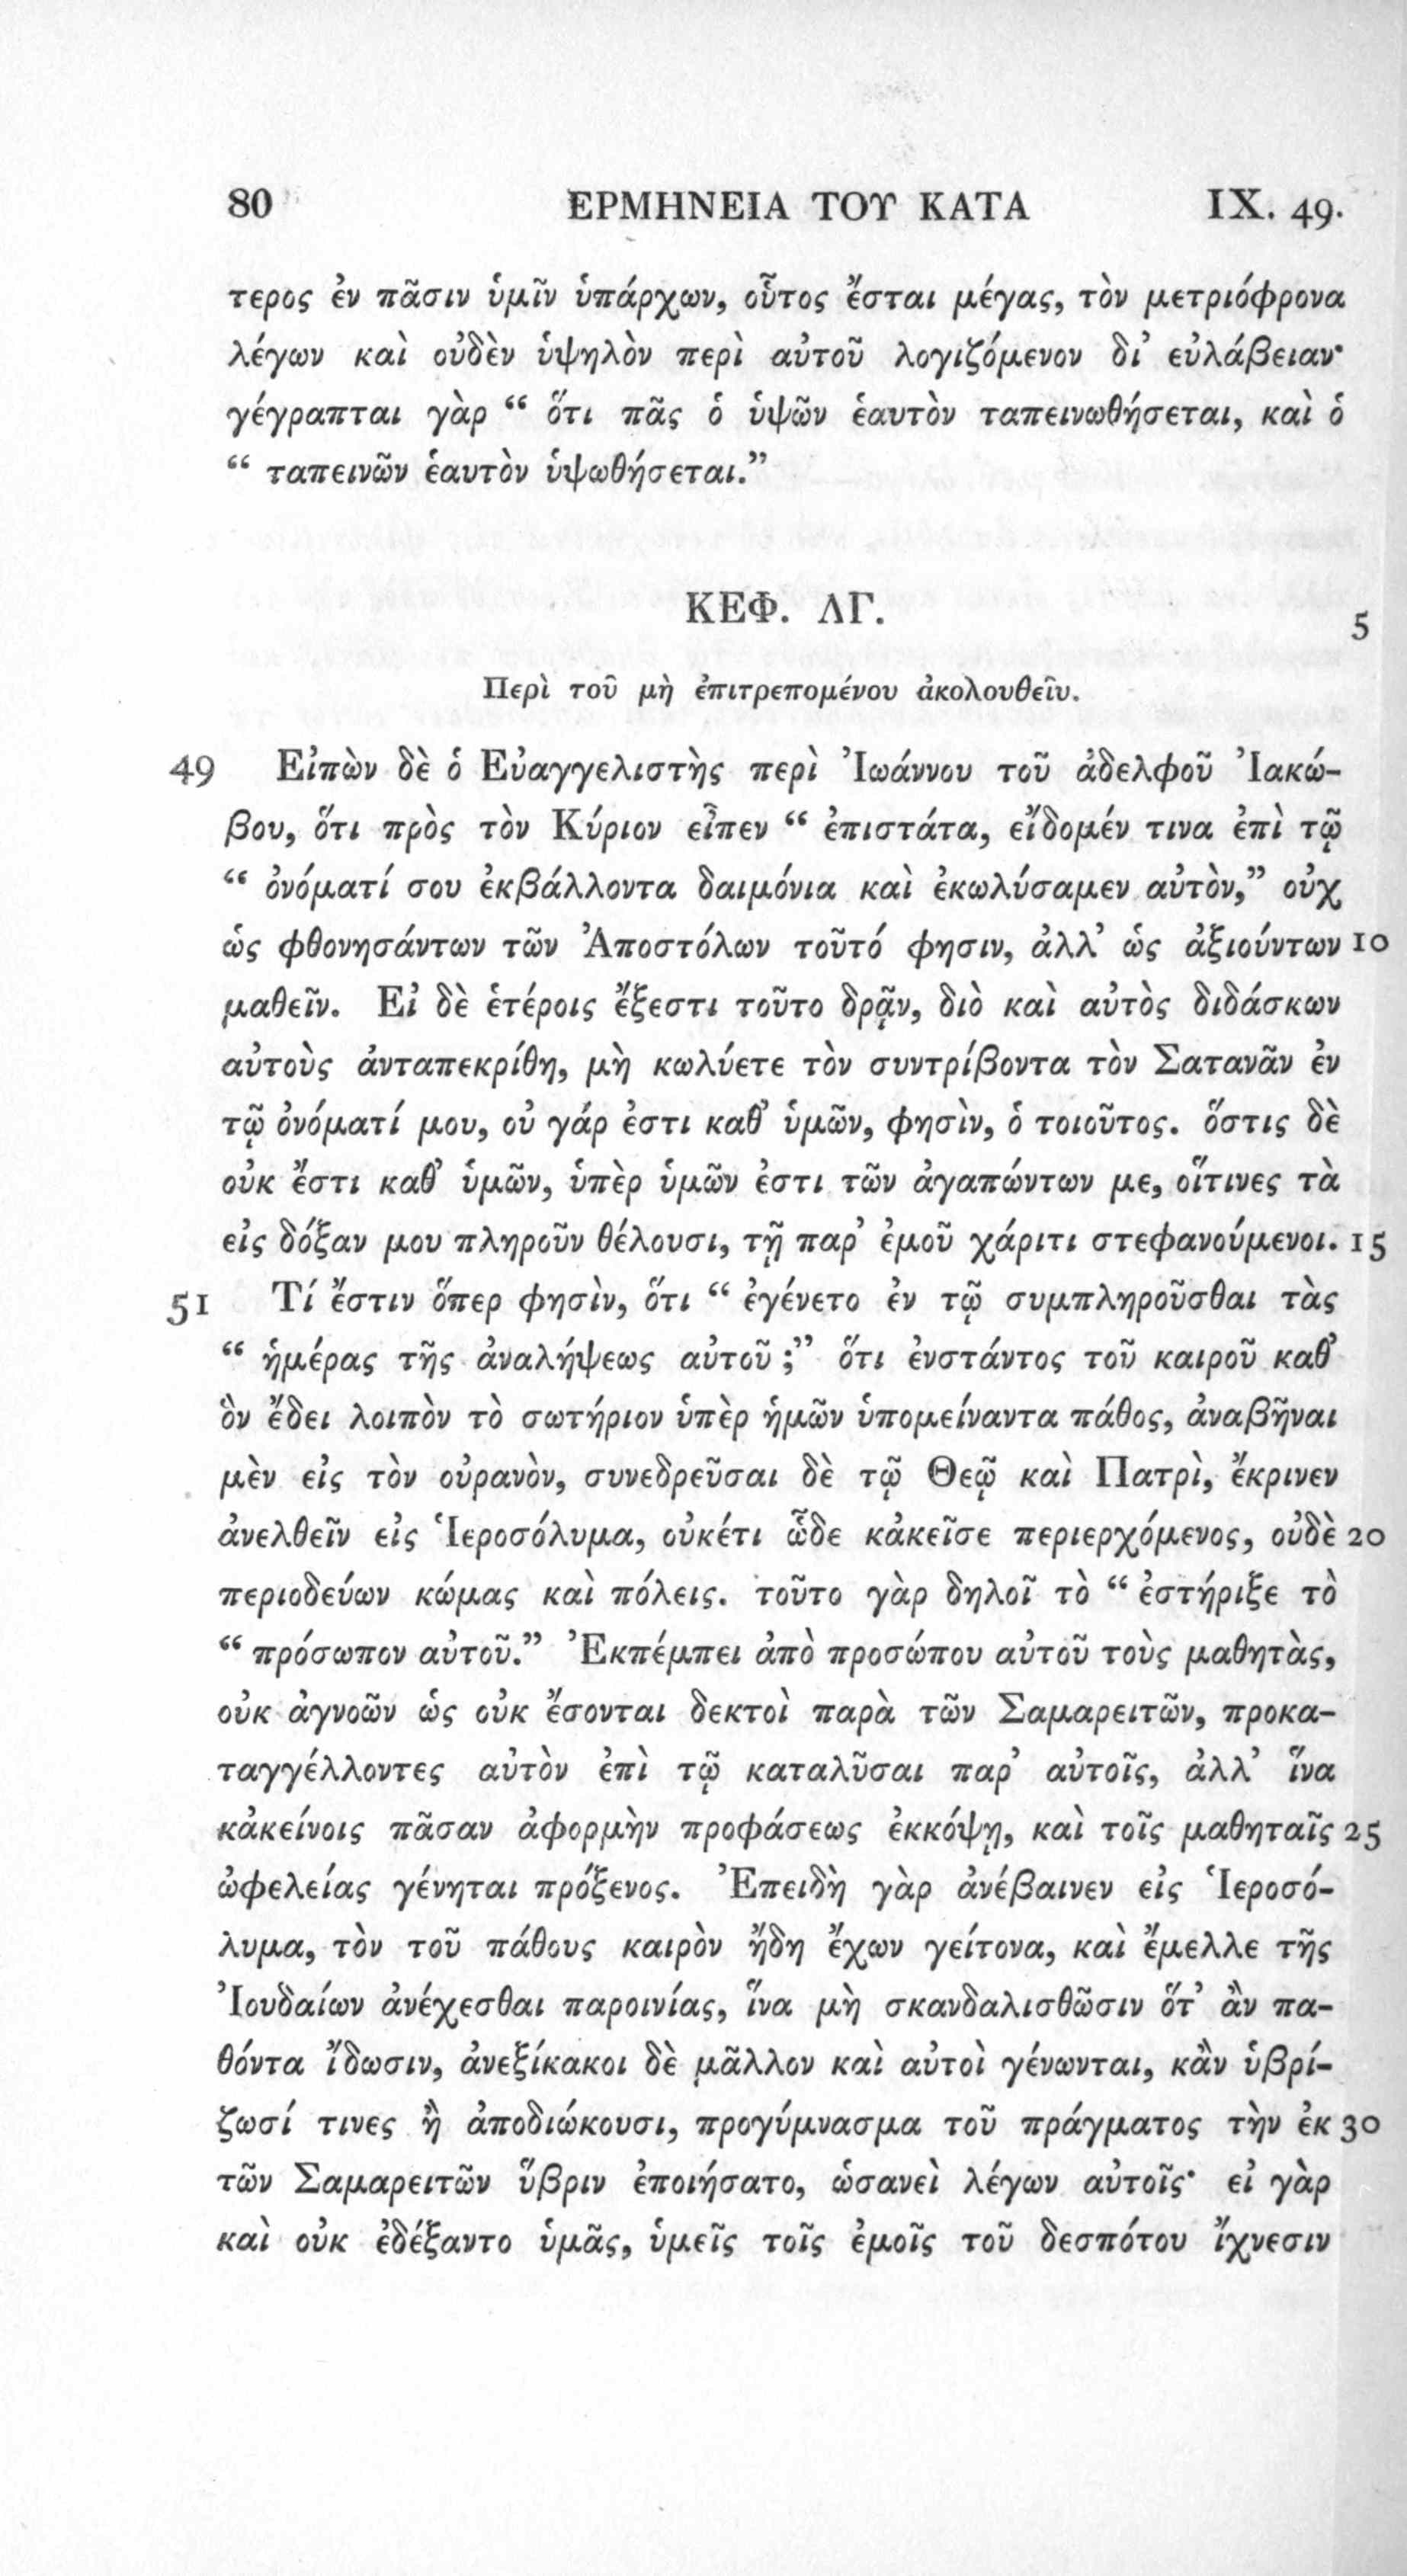 80 ἙΡΜΗΝΕΙΑ ΤΟΥ ΚΑΤΑ IX. 49.
τερος ἐν πᾶσιν ὑμῖν ὑπάρχων, οὗτος ἔσται μέγας, τὸν μετριόφρονα
λέγων καὶ οὐδὲν ὑψηλὸν περὶ αὐτοῦ λογιζόμενον δι᾽ εὐλάβειαν·
γέγραπται γὰρ “ ὅτι πᾶς ὁ ὑψῶν ἑαυτὸν ταπεινωθήσεται, καὶ ὁ
“ ταπεινῶν ἑαυτὸν ὑψωθήσεται.”
ΚΕΦ. ΛΓ. 5
Περὶ τοῦ μὴ ἐπιτρεπομένου ἀκολουθεῖν.
49 Εἰπὼν δὲ ὁ Εὐαγγελιστὴς περὶ Ἰωάννου τοῦ ἀδελφοῦ Ἰακώ-
βου, ὅτι πρὸς τὸν Κύριον εἶπεν “ ἐπιστάτα, εἴδομέν τινα ἐπὶ τῷ
“ ὀνόματί σου ἐκβάλλοντα δαιμόνια καὶ ἐκωλύσαμεν αὐτὸν,” οὐχ
ὡς φθονησάντων τῶν Ἀποστόλων τοῦτό φησιν, ἀλλ᾽ ὡς ἀξιούντων 10
μαθεῖν. Εἰ δὲ ἑτέροις ἔξεστι τοῦτο δρᾷν, διὸ καὶ αὐτὸς διδάσκων
αὐτοὺς ἀνταπεκρίθη, μὴ κωλύετε τὸν συντρίβοντα τὸν Σατανᾶν ἐν
τῷ ὀνόματί μου, οὐ γάρ ἐστι καθ᾽ ὑμῶν, φησὶν, ὁ τοιοῦτος. ὅστις δὲ
οὐκ ἔστι καθ᾽ ὑμῶν, ὑπὲρ ὑμῶν ἐστι τῶν ἀγαπώντων με, οἵτινες τὰ
εἰς δόξαν μου πληροῦν θέλουσι, τῇ παρ᾽ ἐμοῦ χάριτι στεφανούμενοι. 15
51 Τί ἔστιν ὅπερ φησὶν, ὅτι “ ἐγένετο ἐν τῷ συμπληροῦσθαι τὰς
“ ἡμέρας τῆς ἀναλήψεως αὐτοῦ ;” ὅτι ἐνστάντος τοῦ καιροῦ καθ᾽
ὃν ἔδει λοιπὸν τὸ σωτήριον ὑπὲρ ἡμῶν ὑπομείναντα πάθος, ἀναβῆναι
μὲν εἰς τὸν οὐρανὸν, συνεδρεῦσαι δὲ τῷ Θεῷ καὶ Πατρὶ, ἔκρινεν
ἀνελθεῖν εἰς Ἱεροσόλυμα, οὐκέτι ὧδε κἀκεῖσε περιερχόμενος, οὐδὲ 20
περιοδεύων κώμας καὶ πόλεις. τοῦτο γὰρ δηλοῖ τὸ “ ἐστήριξε τὸ
“ πρόσωπον αὐτοῦ.” Ἐκπέμπει ἀπὸ προσώπου αὐτοῦ τοὺς μαθητὰς,
οὐκ ἀγνοῶν ὡς οὐκ ἔσονται δεκτοὶ παρὰ τῶν Σαμαρειτῶν, προκα-
ταγγέλλοντες αὐτὸν ἐπὶ τῷ καταλῦσαι παρ᾽ αὐτοῖς, ἀλλ᾽ ἵνα
κἀκείνοις πᾶσαν ἀφορμὴν προφάσεως ἐκκόψῃ, καὶ τοῖς μαθηταῖς 25
ὠφελείας γένηται πρόξενος. Ἐπειδὴ γὰρ ἀνέβαινεν εἰς Ἱεροσό-
λυμα, τὸν τοῦ πάθους καιρὸν ἤδη ἔχων γείτονα, καὶ ἔμελλε τῆς
Ἰουδαίων ἀνέχεσθαι παροινίας, ἵνα μὴ σκανδαλισθῶσιν ὅτ᾽ ἂν πα-
θόντα ἴδωσιν, ἀνεξίκακοι δὲ μᾶλλον καὶ αὐτοὶ γένωνται, κἂν ὑβρί-
ζωσί τινες ἢ ἀποδιώκουσι, προγύμνασμα τοῦ πράγματος τὴν ἐκ 30
τῶν Σαμαρειτῶν ὕβριν ἐποιήσατο, ὡσανεὶ λέγων αὐτοῖς· εἰ γὰρ
καὶ οὐκ ἐδέξαντο ὑμᾶς, ὑμεῖς τοῖς ἐμοῖς τοῦ δεσπότου ἴχνεσιν